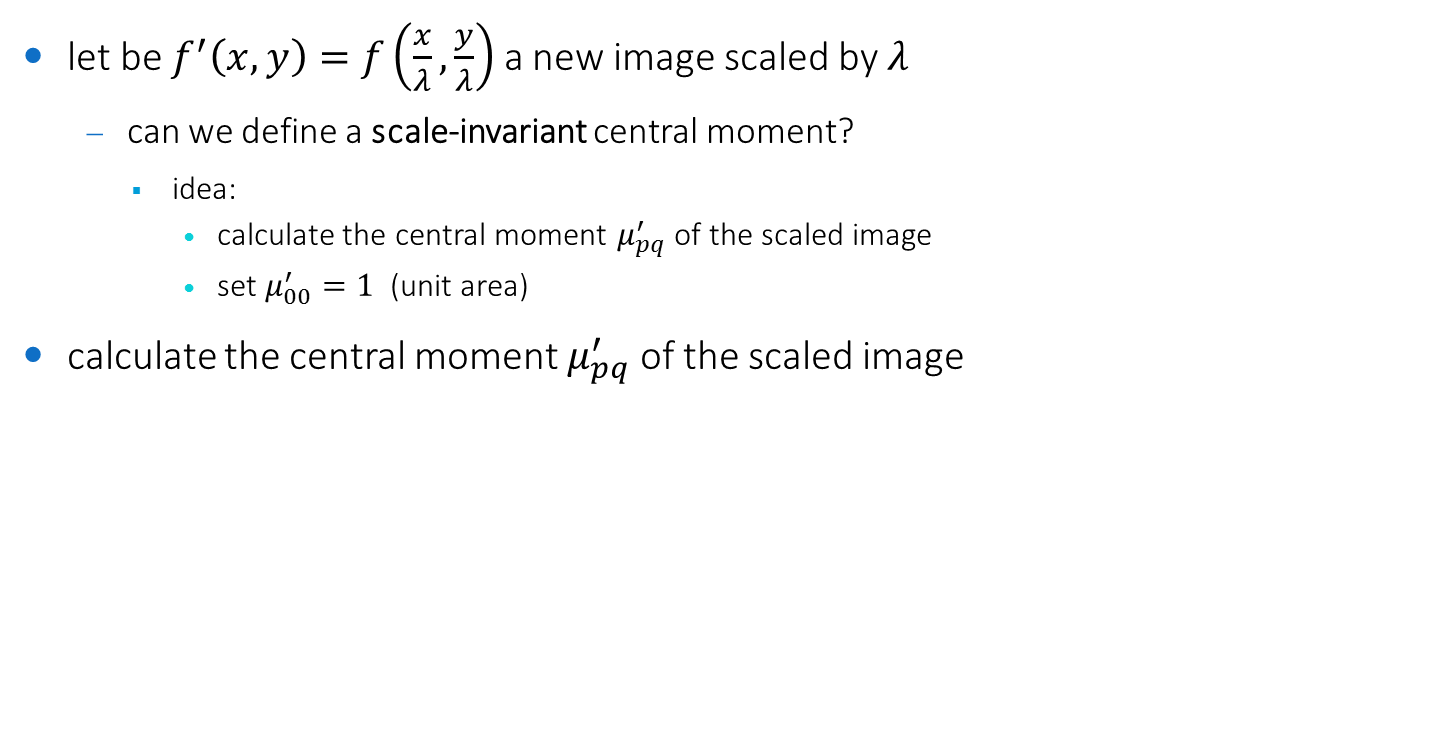 • let be f′(x, y) = f(x/λ, y/λ) a new image scaled by λ
– can we define a scale-invariant central moment?
▪ idea:
• calculate the central moment μ′pq of the scaled image
• set μ′00 = 1 (unit area)
• calculate the central moment μ′pq of the scaled image